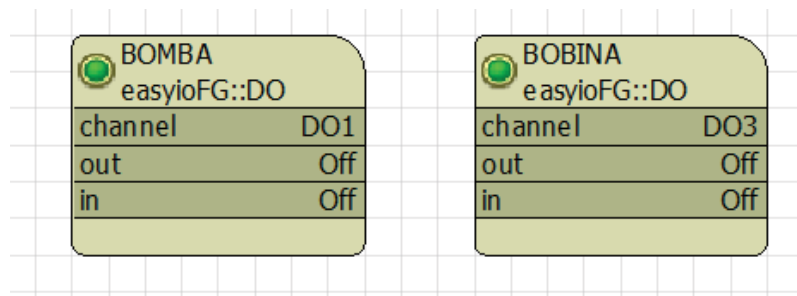 BOMBA
easyioFG::DO
channel DO1
out Off
in Off
BOBINA
easyioFG::DO
channel DO3
out Off
in Off